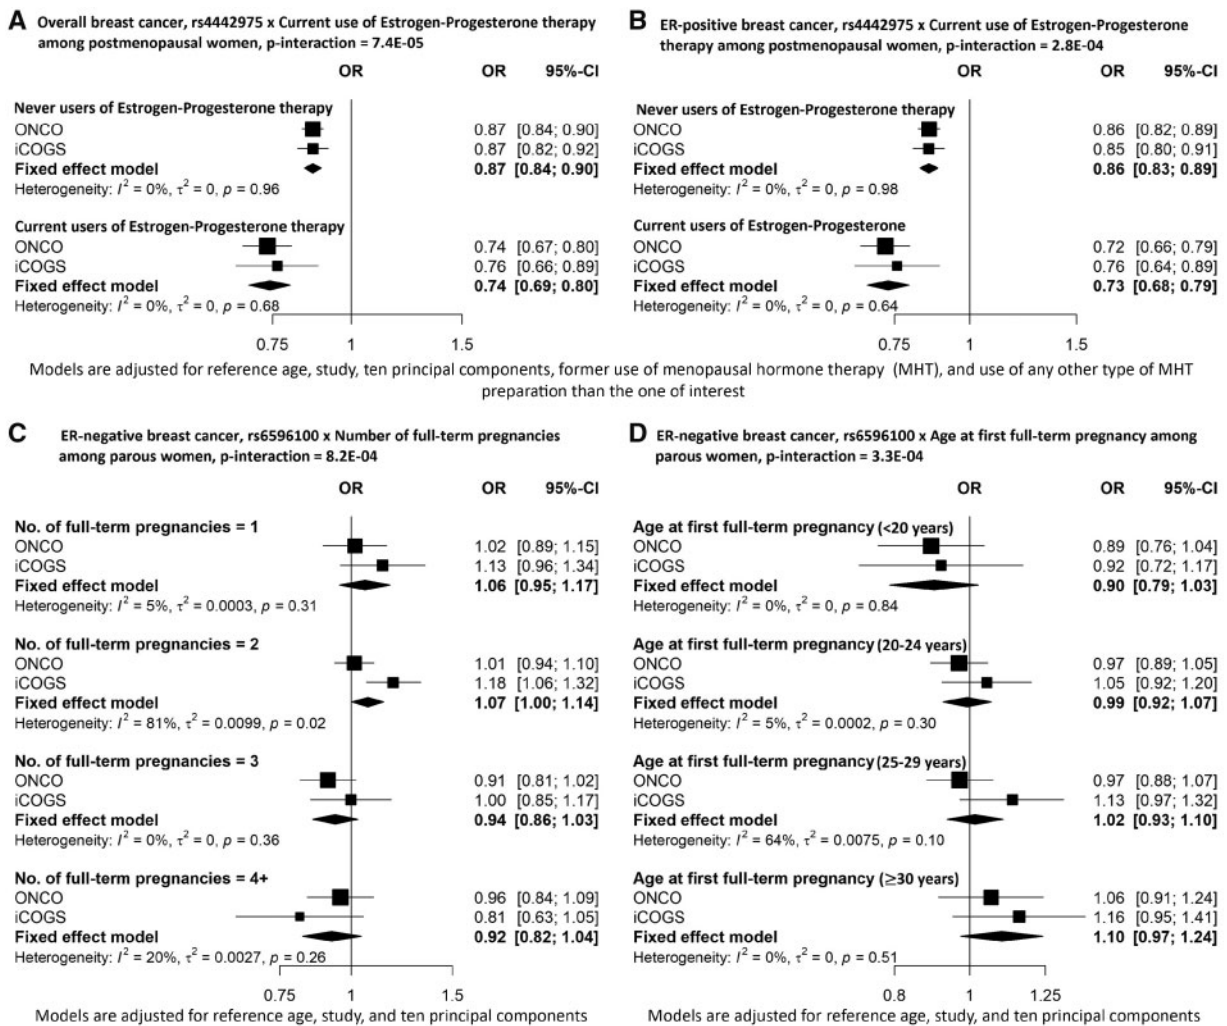 A Overall breast cancer, rs4442975 x Current use of Estrogen-Progesterone therapy
among postmenopausal women, p-interaction = 7.4E-05
OR OR 95%-CI
Never users of Estrogen-Progesterone therapy
ONCO 0.87 [0.84; 0.90]
iCOGS 0.87 [0.82; 0.92]
Fixed effect model 0.87 [0.84; 0.90]
Heterogeneity: I² = 0%, τ² = 0, p = 0.96
Current users of Estrogen-Progesterone therapy
ONCO 0.74 [0.67; 0.80]
iCOGS 0.76 [0.66; 0.89]
Fixed effect model 0.74 [0.69; 0.80]
Heterogeneity: I² = 0%, τ² = 0, p = 0.68
0.75 1 1.5
B ER-positive breast cancer, rs4442975 x Current use of Estrogen-Progesterone
therapy among postmenopausal women, p-interaction = 2.8E-04
OR OR 95%-CI
Never users of Estrogen-Progesterone therapy
ONCO 0.86 [0.82; 0.89]
iCOGS 0.85 [0.80; 0.91]
Fixed effect model 0.86 [0.83; 0.89]
Heterogeneity: I² = 0%, τ² = 0, p = 0.98
Current users of Estrogen-Progesterone
ONCO 0.72 [0.66; 0.79]
iCOGS 0.76 [0.64; 0.89]
Fixed effect model 0.73 [0.68; 0.79]
Heterogeneity: I² = 0%, τ² = 0, p = 0.64
0.75 1 1.5
Models are adjusted for reference age, study, ten principal components, former use of menopausal hormone therapy (MHT), and use of any other type of MHT
preparation than the one of interest
C ER-negative breast cancer, rs6596100 x Number of full-term pregnancies
among parous women, p-interaction = 8.2E-04
OR OR 95%-CI
No. of full-term pregnancies = 1
ONCO 1.02 [0.89; 1.15]
iCOGS 1.13 [0.96; 1.34]
Fixed effect model 1.06 [0.95; 1.17]
Heterogeneity: I² = 5%, τ² = 0.0003, p = 0.31
No. of full-term pregnancies = 2
ONCO 1.01 [0.94; 1.10]
iCOGS 1.18 [1.06; 1.32]
Fixed effect model 1.07 [1.00; 1.14]
Heterogeneity: I² = 81%, τ² = 0.0099, p = 0.02
No. of full-term pregnancies = 3
ONCO 0.91 [0.81; 1.02]
iCOGS 1.00 [0.85; 1.17]
Fixed effect model 0.94 [0.86; 1.03]
Heterogeneity: I² = 0%, τ² = 0, p = 0.36
No. of full-term pregnancies = 4+
ONCO 0.96 [0.84; 1.09]
iCOGS 0.81 [0.63; 1.05]
Fixed effect model 0.92 [0.82; 1.04]
Heterogeneity: I² = 20%, τ² = 0.0027, p = 0.26
0.75 1 1.5
Models are adjusted for reference age, study, and ten principal components
D ER-negative breast cancer, rs6596100 x Age at first full-term pregnancy among
parous women, p-interaction = 3.3E-04
OR OR 95%-CI
Age at first full-term pregnancy (<20 years)
ONCO 0.89 [0.76; 1.04]
iCOGS 0.92 [0.72; 1.17]
Fixed effect model 0.90 [0.79; 1.03]
Heterogeneity: I² = 0%, τ² = 0, p = 0.84
Age at first full-term pregnancy (20-24 years)
ONCO 0.97 [0.89; 1.05]
iCOGS 1.05 [0.92; 1.20]
Fixed effect model 0.99 [0.92; 1.07]
Heterogeneity: I² = 5%, τ² = 0.0002, p = 0.30
Age at first full-term pregnancy (25-29 years)
ONCO 0.97 [0.88; 1.07]
iCOGS 1.13 [0.97; 1.32]
Fixed effect model 1.02 [0.93; 1.10]
Heterogeneity: I² = 64%, τ² = 0.0075, p = 0.10
Age at first full-term pregnancy (≥30 years)
ONCO 1.06 [0.91; 1.24]
iCOGS 1.16 [0.95; 1.41]
Fixed effect model 1.10 [0.97; 1.24]
Heterogeneity: I² = 0%, τ² = 0, p = 0.51
0.8 1 1.25
Models are adjusted for reference age, study, and ten principal components